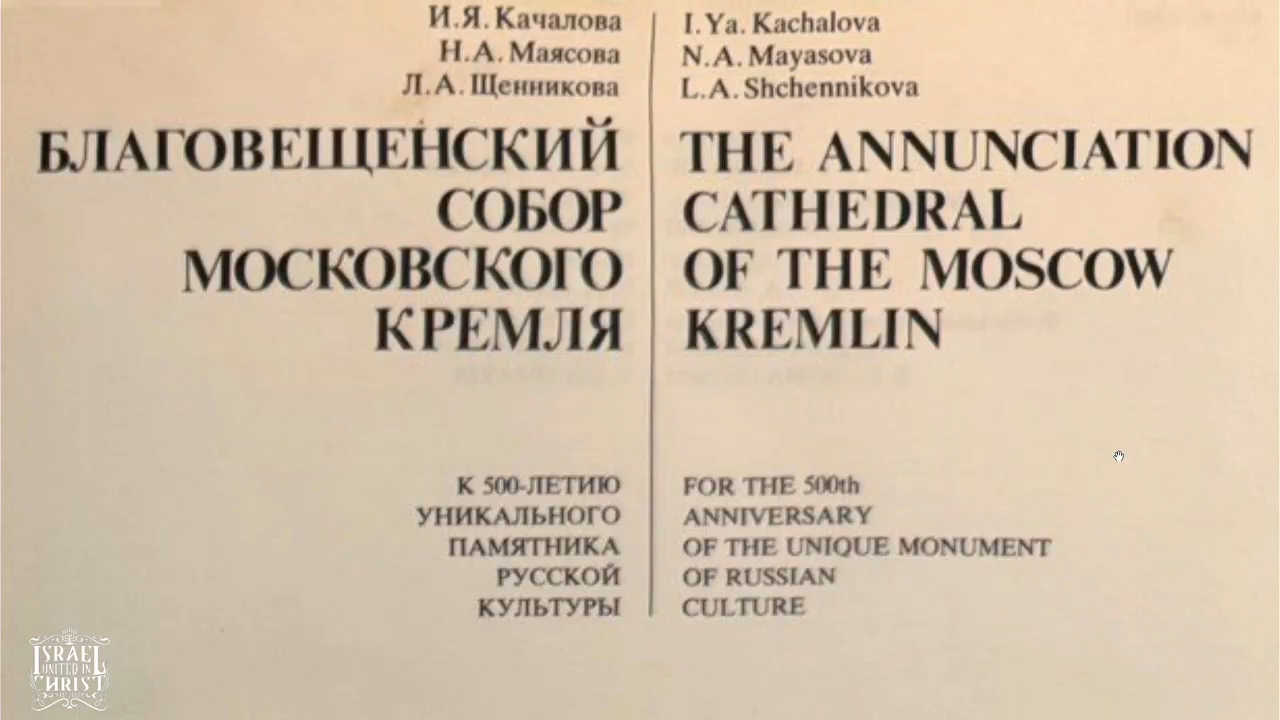 И.Я. Качалова
Н.А. Маясова
Л.А. Щенникова
БЛАГОВЕЩЕНСКИЙ
СОБОР
МОСКОВСКОГО
КРЕМЛЯ
К 500-ЛЕТИЮ
УНИКАЛЬНОГО
ПАМЯТНИКА
РУССКОЙ
КУЛЬТУРЫ
I. Ya. Kachalova
N.A. Mayasova
L.A. Shchennikova
THE ANNUNCIATION
CATHEDRAL
OF THE MOSCOW
KREMLIN
FOR THE 500th
ANNIVERSARY
OF THE UNIQUE MONUMENT
OF RUSSIAN
CULTURE
ISRAEL
UNITED IN
CHRIST